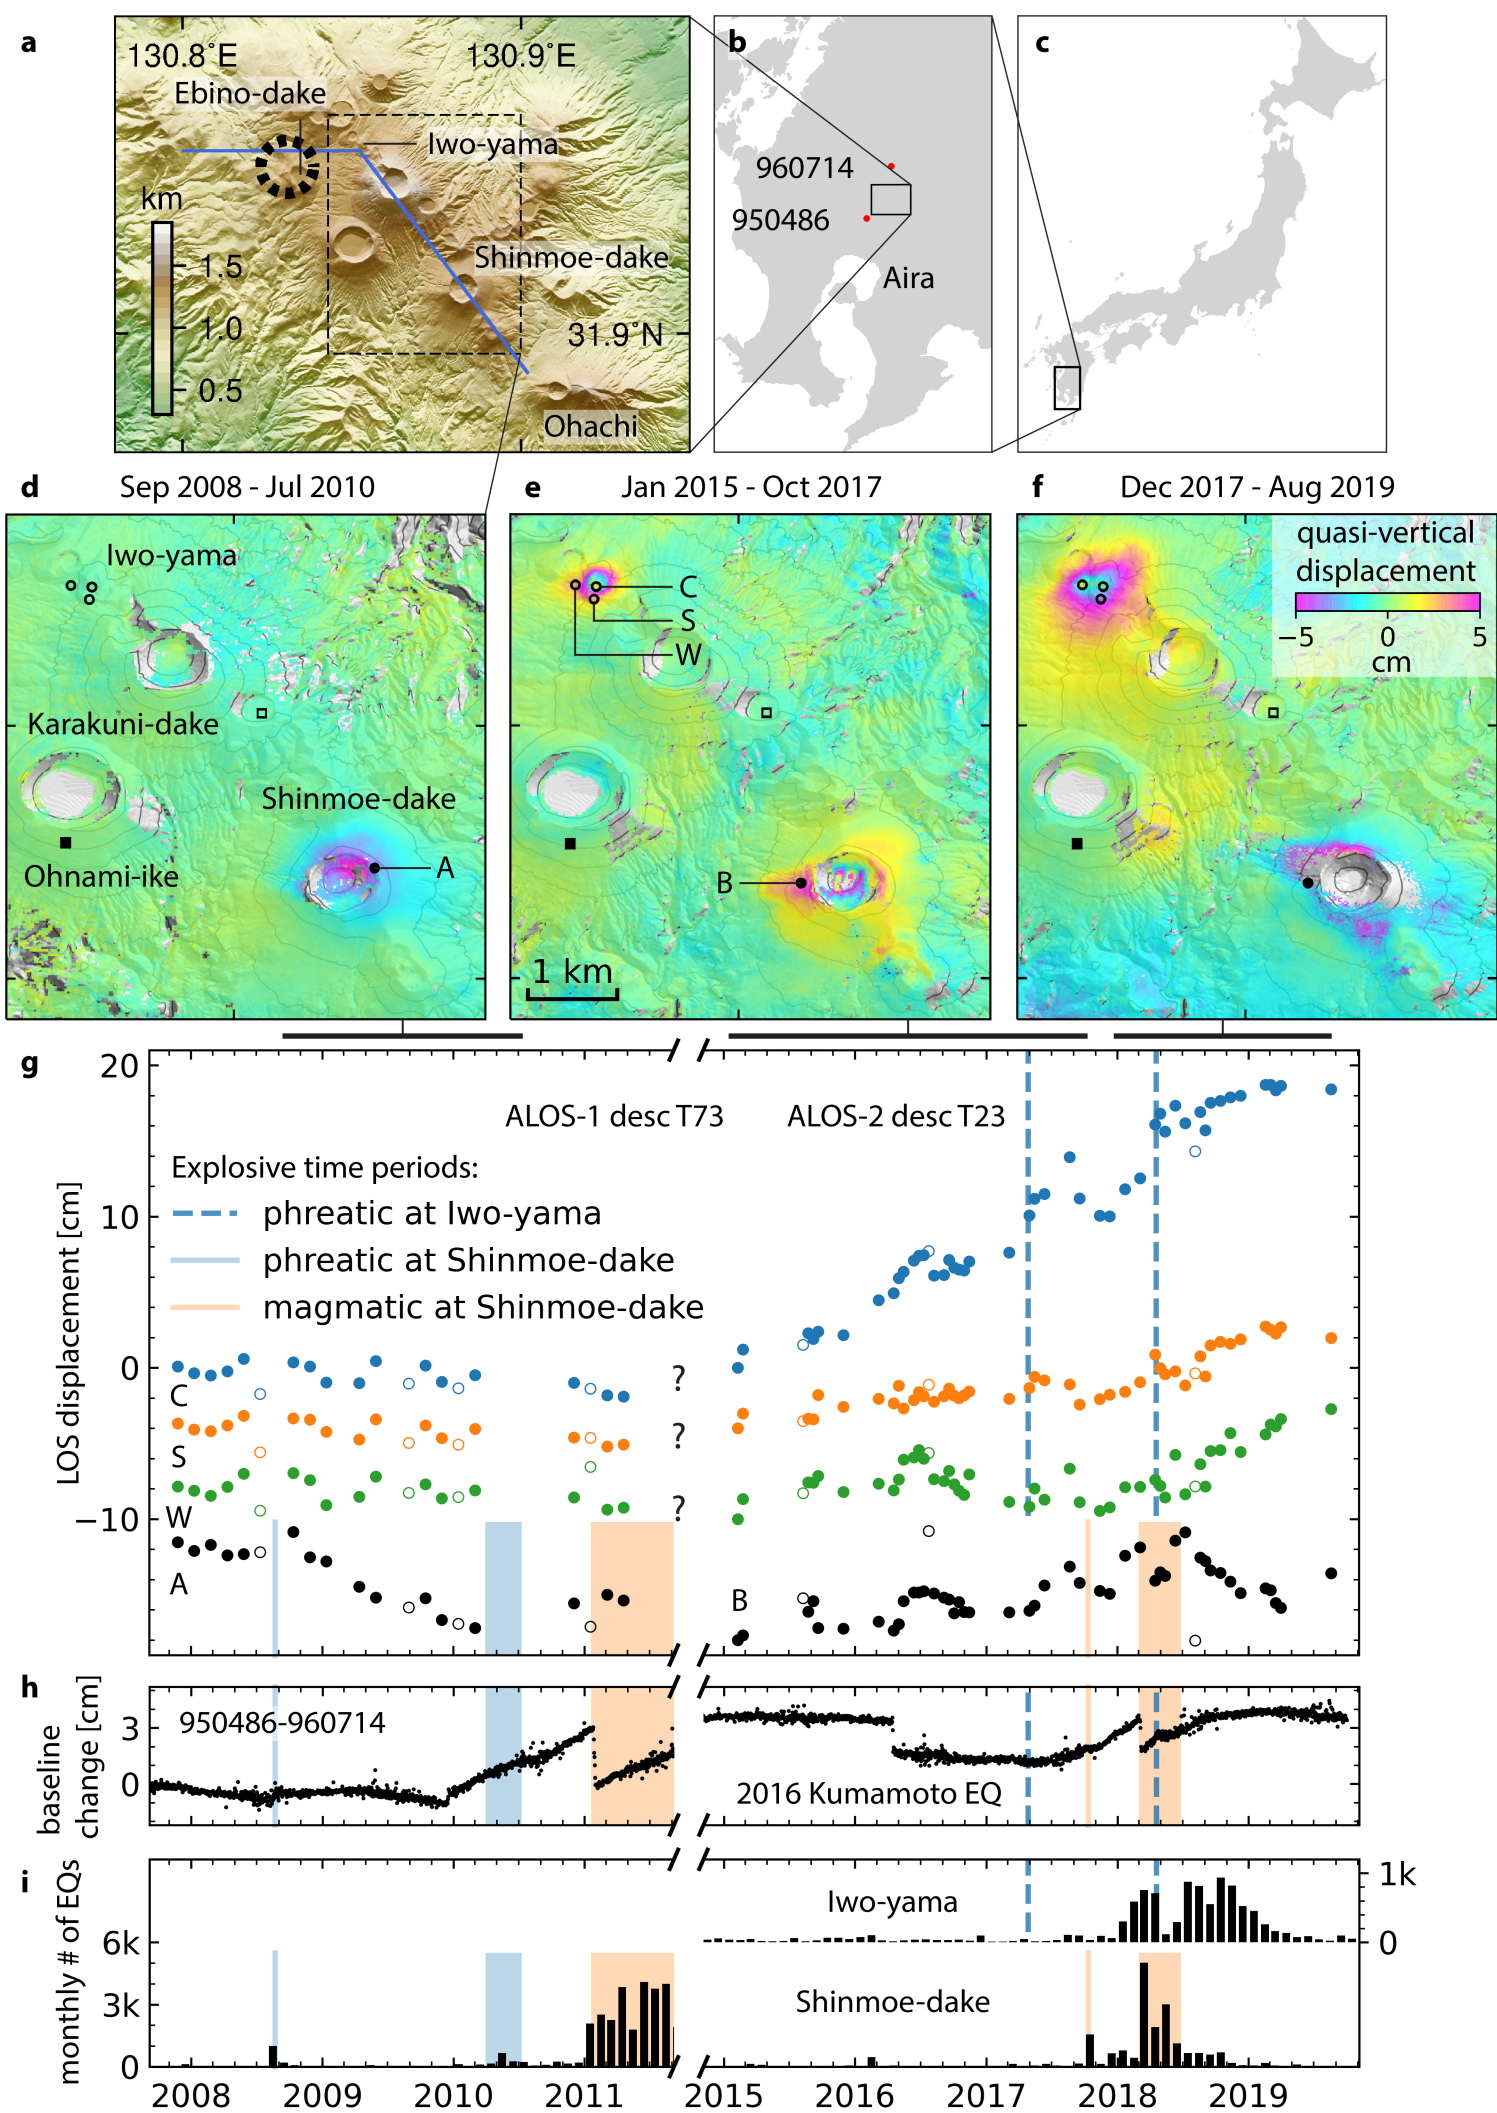 a
130.8°E
130.9°E
Ebino-dake
Iwo-yama
km
1.5
1.0
0.5
Shinmoe-dake
31.9°N
Ohachi
b
960714
950486
Aira
c
d
Sep 2008 - Jul 2010
Iwo-yama
Karakuni-dake
Shinmoe-dake
A
Ohnami-ike
e
Jan 2015 - Oct 2017
C
S
W
B
1 km
f
Dec 2017 - Aug 2019
quasi-vertical
displacement
−5 0 5
cm
g
LOS displacement [cm]
20
10
0
−10
ALOS-1 desc T73
ALOS-2 desc T23
Explosive time periods:
phreatic at Iwo-yama
phreatic at Shinmoe-dake
magmatic at Shinmoe-dake
C
?
S
?
W
?
A
B
h
baseline
change [cm]
3
0
950486-960714
2016 Kumamoto EQ
i
monthly # of EQs
6k
3k
0
Iwo-yama
1k
0
Shinmoe-dake
2008 2009 2010 2011 2015 2016 2017 2018 2019